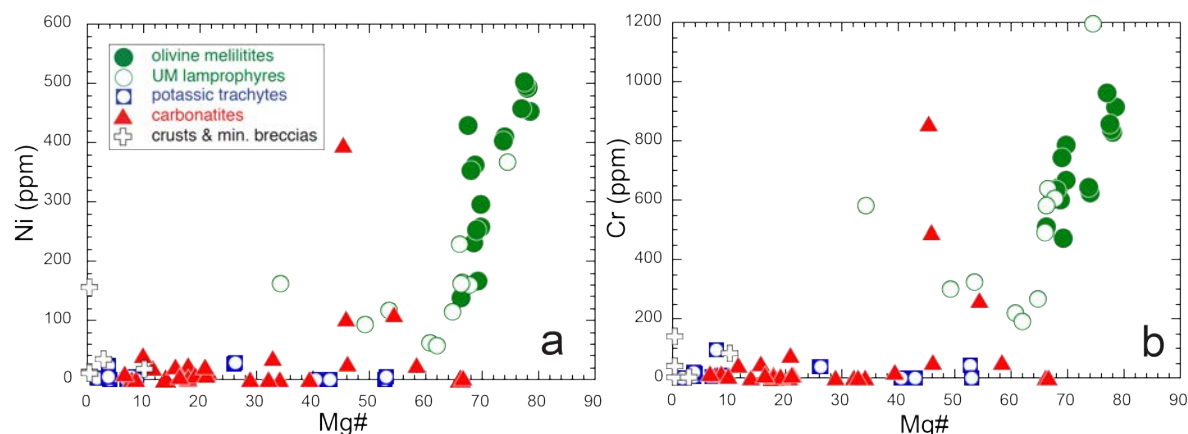 600
500
400
300
200
100
0
Ni (ppm)
olivine melilitites
UM lamprophyres
potassic trachytes
carbonatites
crusts & min. breccias
a
0 10 20 30 40 50 60 70 80 90
Mg#
1200
1000
800
600
400
200
0
Cr (ppm)
b
0 10 20 30 40 50 60 70 80 90
Mg#